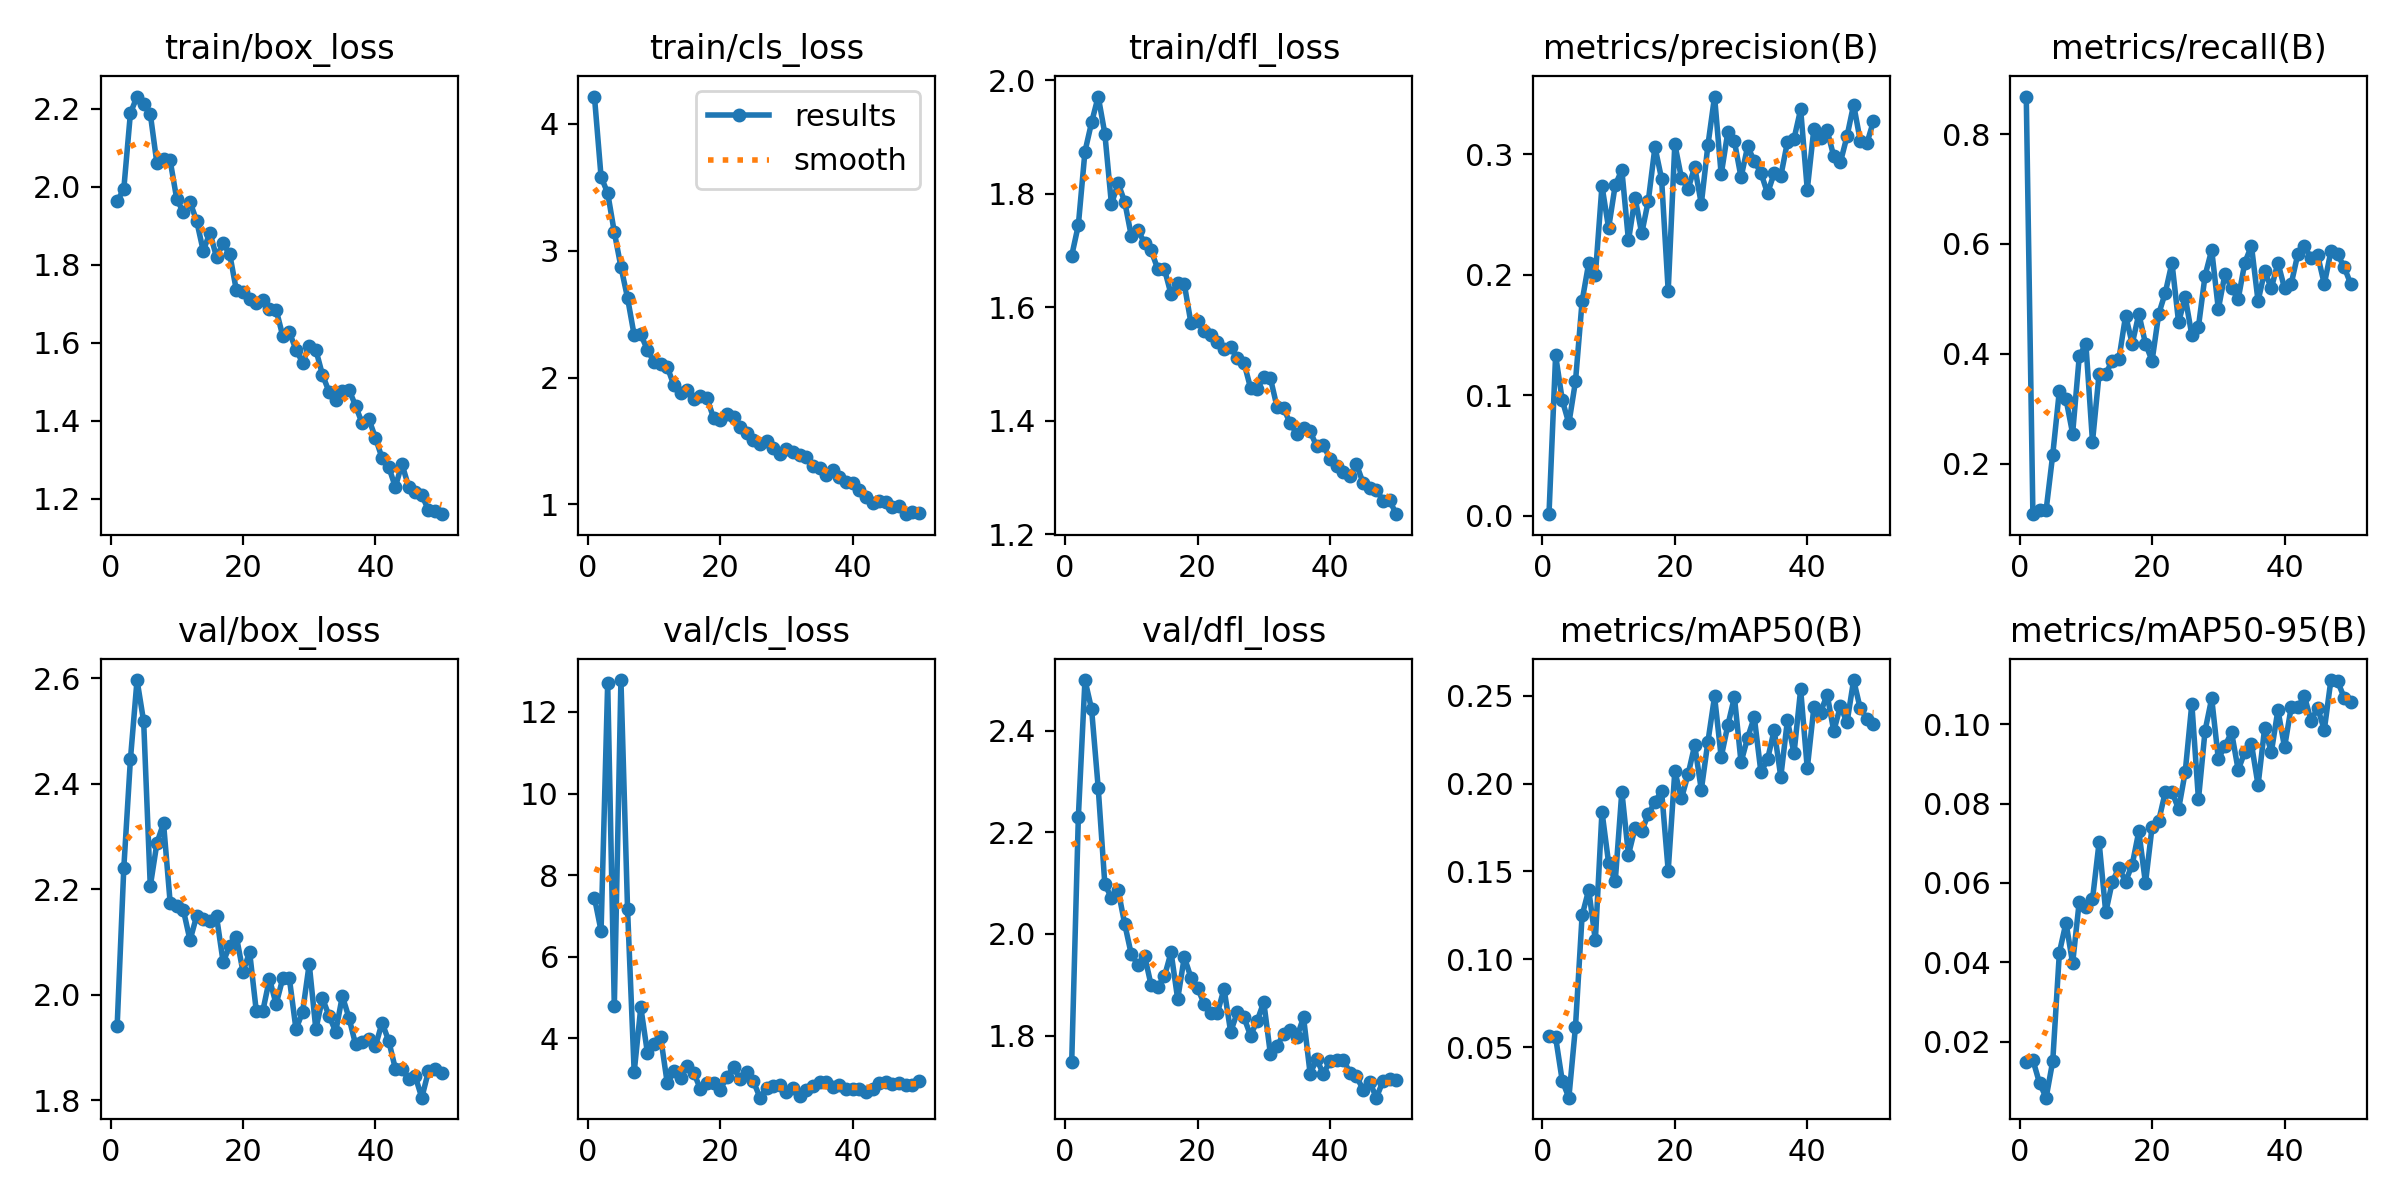 train/box_loss
2.2
2.0
1.8
1.6
1.4
1.2
0 20 40
train/cls_loss
results
smooth
4
3
2
1
0 20 40
train/dfl_loss
2.0
1.8
1.6
1.4
1.2
0 20 40
metrics/precision(B)
0.3
0.2
0.1
0.0
0 20 40
metrics/recall(B)
0.8
0.6
0.4
0.2
0 20 40
val/box_loss
2.6
2.4
2.2
2.0
1.8
0 20 40
val/cls_loss
12
10
8
6
4
0 20 40
val/dfl_loss
2.4
2.2
2.0
1.8
0 20 40
metrics/mAP50(B)
0.25
0.20
0.15
0.10
0.05
0 20 40
metrics/mAP50-95(B)
0.10
0.08
0.06
0.04
0.02
0 20 40